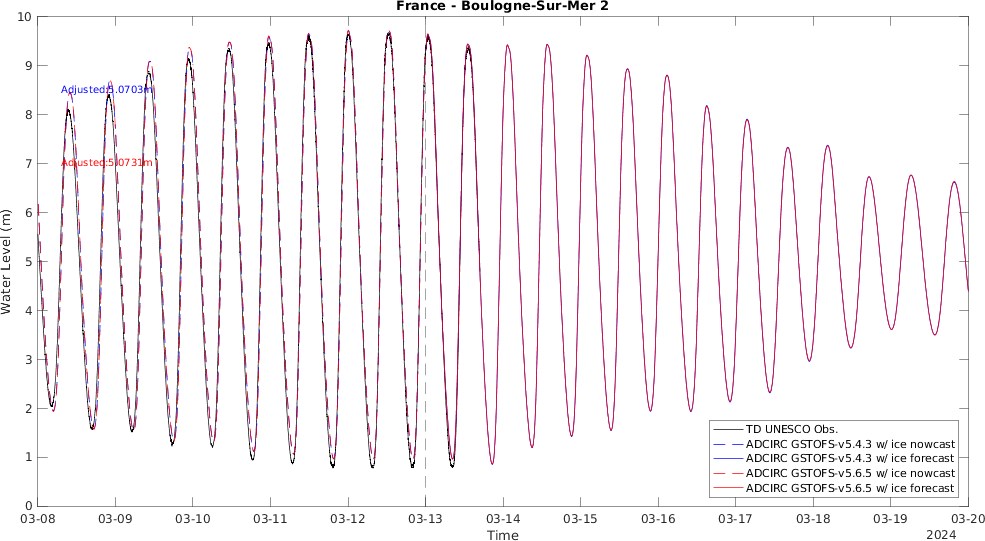 France - Boulogne-Sur-Mer 2
10
9
8
7
6
5
4
3
2
1
0
Water Level (m)
Adjusted:5.0703m
Adjusted:5.0731m
TD UNESCO Obs.
ADCIRC GSTOFS-v5.4.3 w/ ice nowcast
ADCIRC GSTOFS-v5.4.3 w/ ice forecast
ADCIRC GSTOFS-v5.6.5 w/ ice nowcast
ADCIRC GSTOFS-v5.6.5 w/ ice forecast
03-08 03-09 03-10 03-11 03-12 03-13 03-14 03-15 03-16 03-17 03-18 03-19 03-20
Time
2024